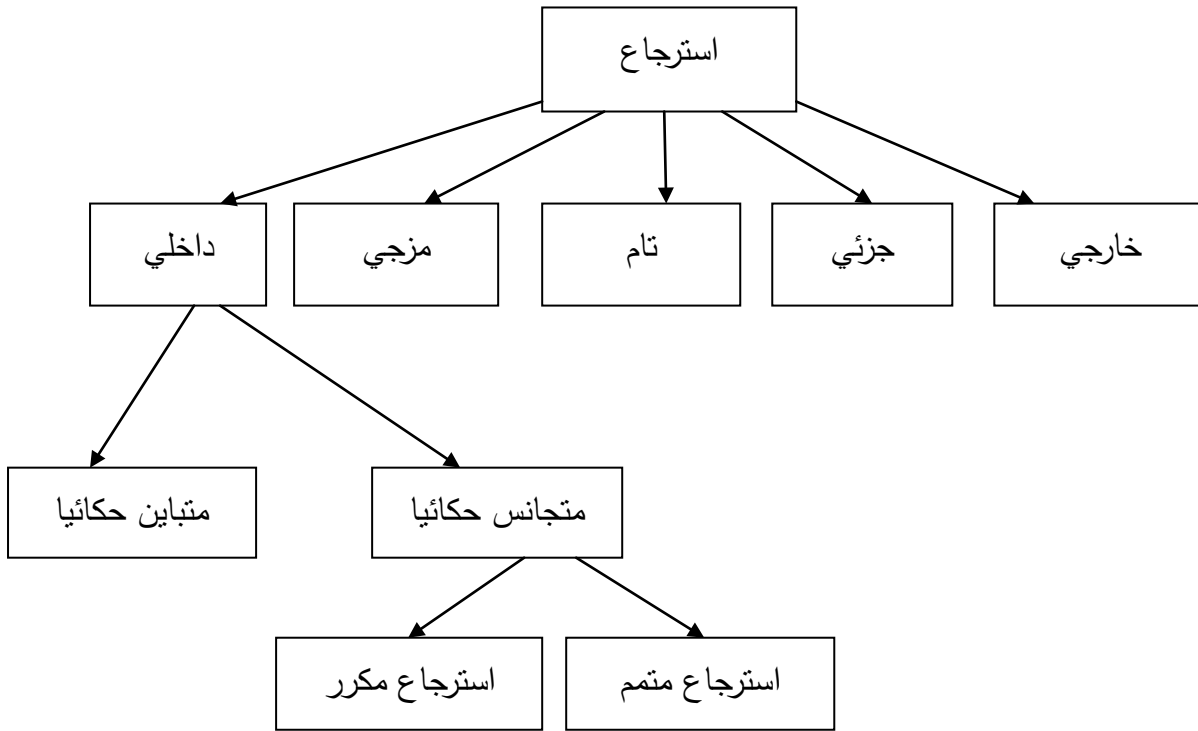 استرجاع
خارجي
جزئي
تام
مزجي
داخلي
متجانس حكائيا
متباين حكائيا
استرجاع متمم
استرجاع مكرر